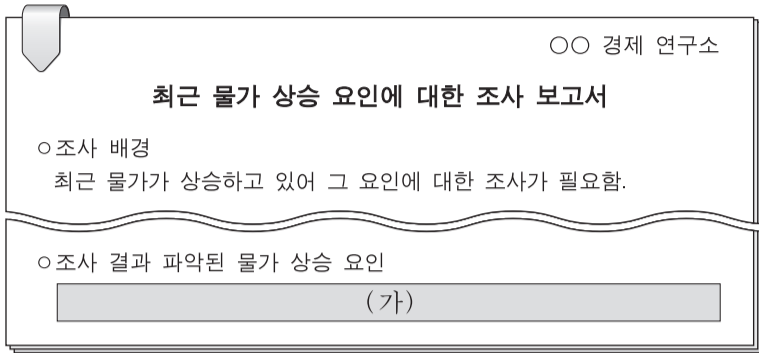 ○○ 경제 연구소
최근 물가 상승 요인에 대한 조사 보고서
○조사 배경
최근 물가가 상승하고 있어 그 요인에 대한 조사가 필요함.
○조사 결과 파악된 물가 상승 요인
(가)